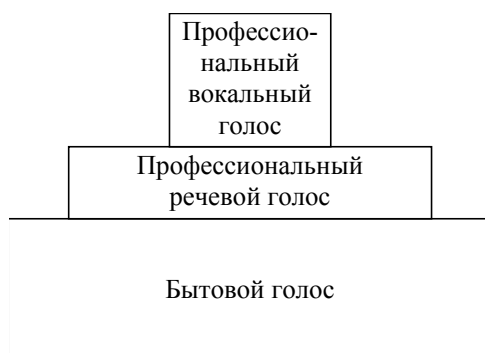 Профессио-
нальный
вокальный
голос
Профессиональный
речевой голос
Бытовой голос